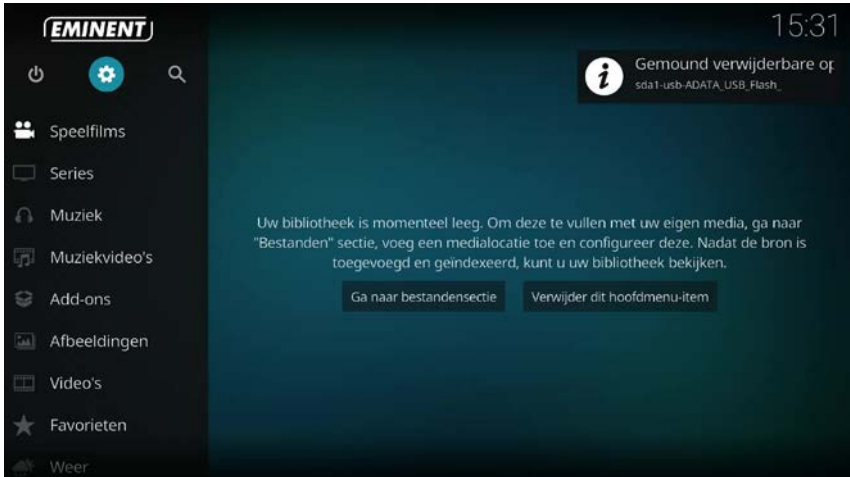 EMINENT
15:31
Gemound verwijderbare op
sda1-usb-ADATA_USB_Flash_
Speelfilms
Series
Muziek
Muziekvideo's
Add-ons
Afbeeldingen
Video's
Favorieten
Weer
Uw bibliotheek is momenteel leeg. Om deze te vullen met uw eigen media, ga naar
"Bestanden" sectie, voeg een medialocatie toe en configureer deze. Nadat de bron is
toegevoegd en geïndexeerd, kunt u uw bibliotheek bekijken.
Ga naar bestandensectie
Verwijder dit hoofdmenu-item